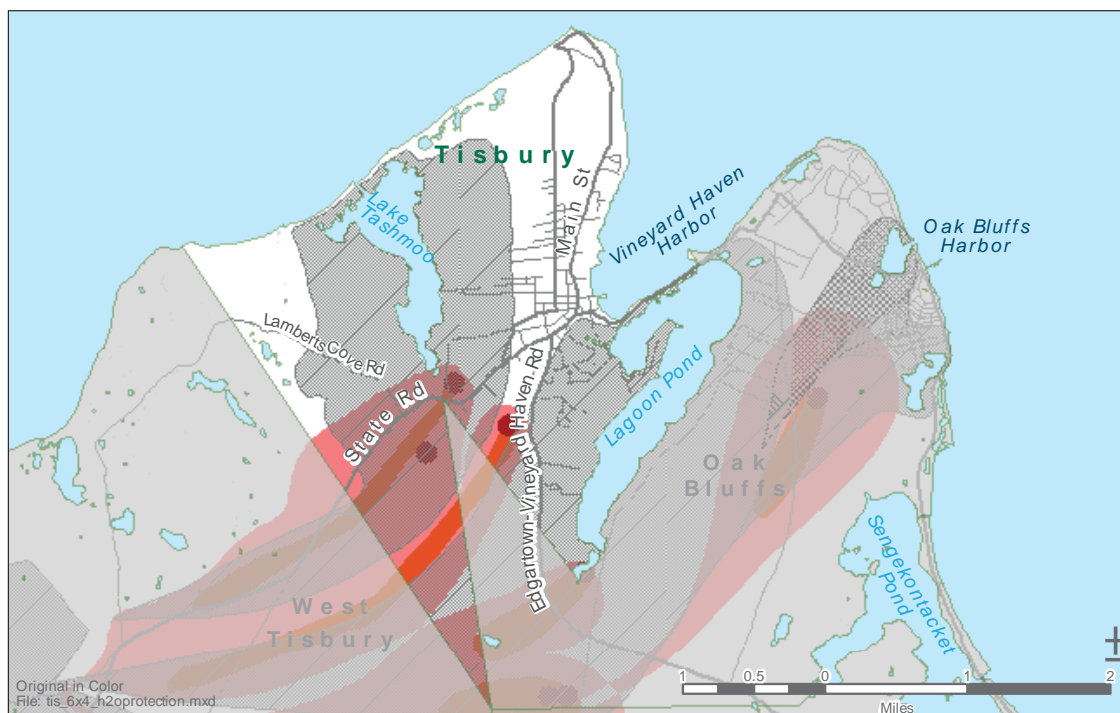 Tisbury
Main St
Lake
Tashmoo
Vineyard Haven
Harbor
Oak Bluffs
Harbor
Lamberts Cove Rd
State Rd
Edgartown-Vineyard Haven Rd
Lagoon Pond
Oak
Bluffs
Sengekontacket
Pond
West
Tisbury
Original in Color
File: tis_6x4_h2oprotection.mxd
1 0.5 0 1 2
Miles